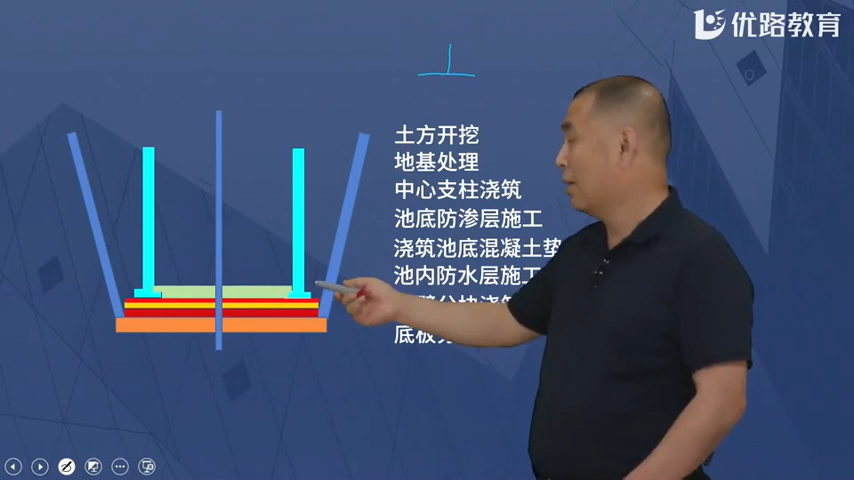 优路教育
土方开挖
地基处理
中心支柱浇筑
池底防渗层施工
浇筑池底混凝土垫
池内防水层施工
底板